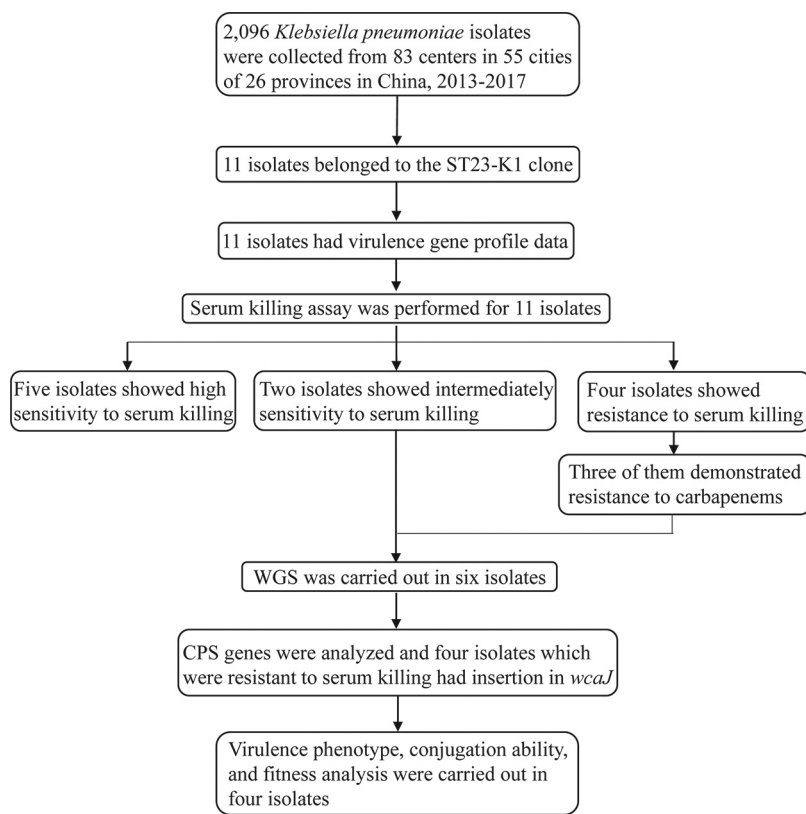 2,096 Klebsiella pneumoniae isolates
were collected from 83 centers in 55 cities
of 26 provinces in China, 2013-2017
11 isolates belonged to the ST23-K1 clone
11 isolates had virulence gene profile data
Serum killing assay was performed for 11 isolates
Five isolates showed high
sensitivity to serum killing
Two isolates showed intermediately
sensitivity to serum killing
Four isolates showed
resistance to serum killing
Three of them demonstrated
resistance to carbapenems
WGS was carried out in six isolates
CPS genes were analyzed and four isolates which
were resistant to serum killing had insertion in wcaJ
Virulence phenotype, conjugation ability,
and fitness analysis were carried out in
four isolates